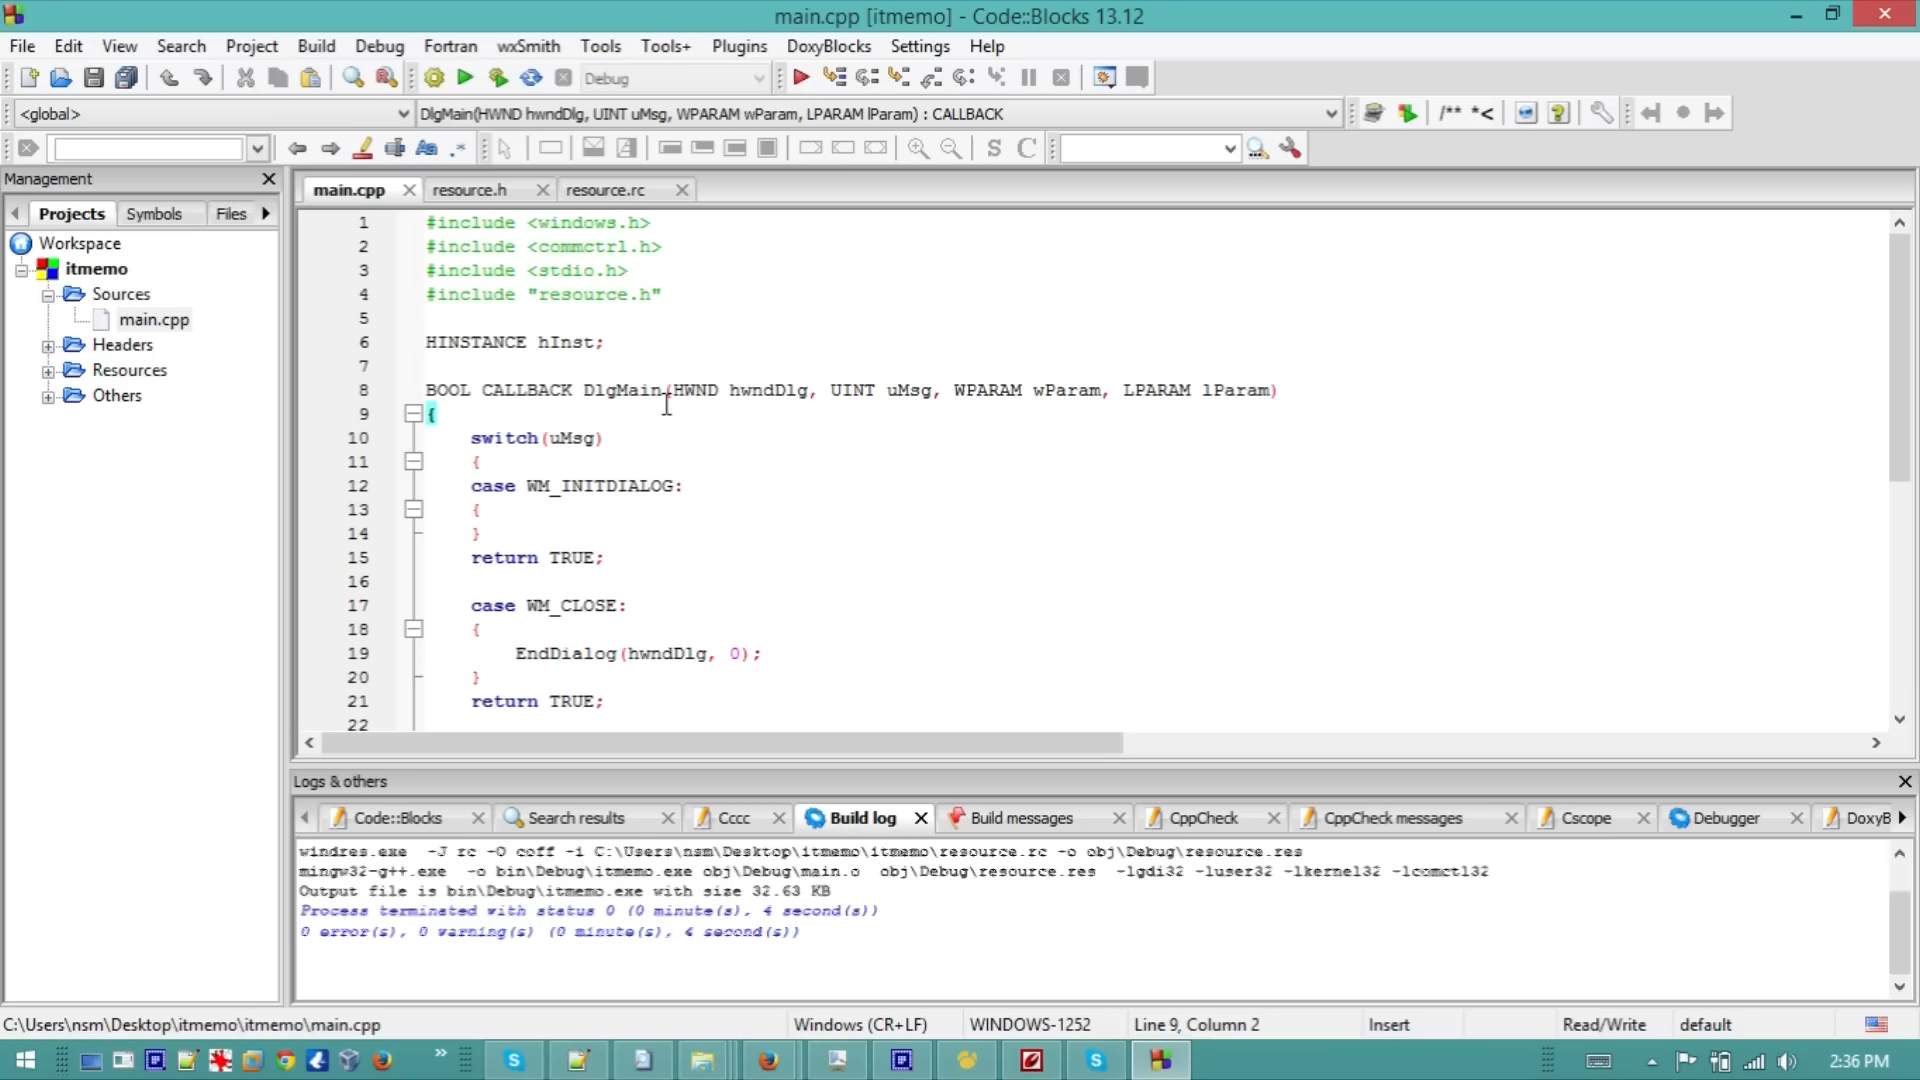 main.cpp [itmemo] - Code::Blocks 13.12
File Edit View Search Project Build Debug Fortran wxSmith Tools Tools+ Plugins DoxyBlocks Settings Help
Debug
<global> DlgMain(HWND hwndDlg, UINT uMsg, WPARAM wParam, LPARAM lParam) : CALLBACK
/** *<
Aa .* S C
Management
Projects Symbols Files
Workspace
itmemo
Sources
main.cpp
Headers
Resources
Others
main.cpp resource.h resource.rc
1 #include <windows.h>
2 #include <commctrl.h>
3 #include <stdio.h>
4 #include "resource.h"
5
6 HINSTANCE hInst;
7
8 BOOL CALLBACK DlgMain(HWND hwndDlg, UINT uMsg, WPARAM wParam, LPARAM lParam)
9 {
10 switch(uMsg)
11 {
12 case WM_INITDIALOG:
13 {
14 }
15 return TRUE;
16
17 case WM_CLOSE:
18 {
19 EndDialog(hwndDlg, 0);
20 }
21 return TRUE;
22
Logs & others
Code::Blocks Search results Cccc Build log Build messages CppCheck CppCheck messages Cscope Debugger DoxyB
windres.exe -J rc -O coff -i C:\Users\nsm\Desktop\itmemo\itmemo\resource.rc -o obj\Debug\resource.res
mingw32-g++.exe -o bin\Debug\itmemo.exe obj\Debug\main.o obj\Debug\resource.res -lgdi32 -luser32 -lkernel32 -lcomctl32
Output file is bin\Debug\itmemo.exe with size 32.63 KB
Process terminated with status 0 (0 minute(s), 4 second(s))
0 error(s), 0 warning(s) (0 minute(s), 4 second(s))
C:\Users\nsm\Desktop\itmemo\itmemo\main.cpp Windows (CR+LF) WINDOWS-1252 Line 9, Column 2 Insert Read/Write default
2:36 PM